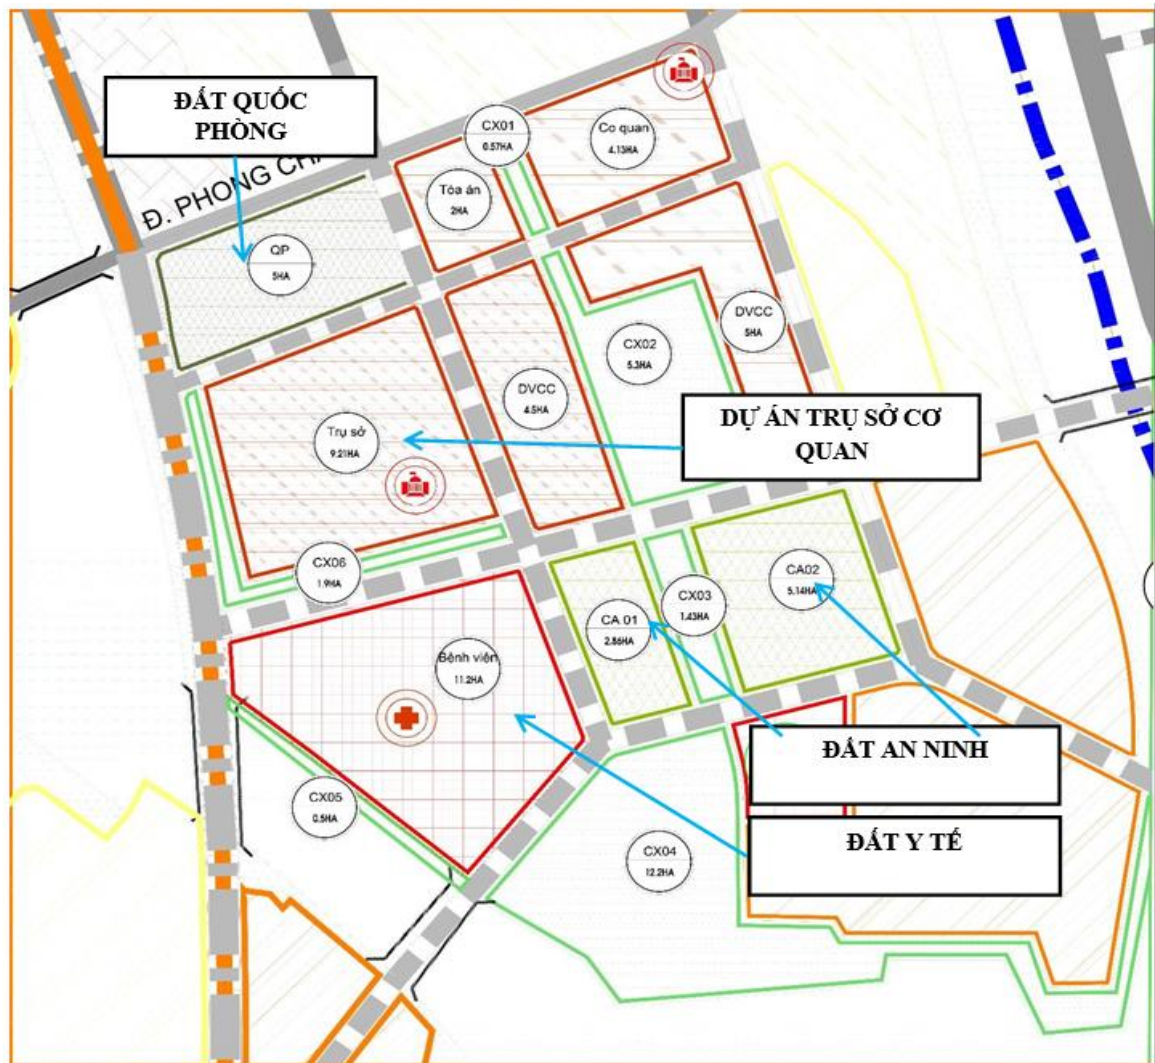 ĐẤT QUỐC
PHÒNG
CX01
0.57HA
Cơ quan
4.13HA
Đ. PHONG CH
Tòa án
2HA
QP
5HA
DVCC
5HA
CX02
5.3HA
DVCC
4.5HA
DỰ ÁN TRỤ SỞ CƠ
QUAN
Trụ sở
9.21HA
CX06
1.9HA
CA02
5.14HA
CX03
1.43HA
CA 01
2.86HA
Bệnh viện
11.2HA
ĐẤT AN NINH
CX05
0.5HA
ĐẤT Y TẾ
CX04
12.2HA